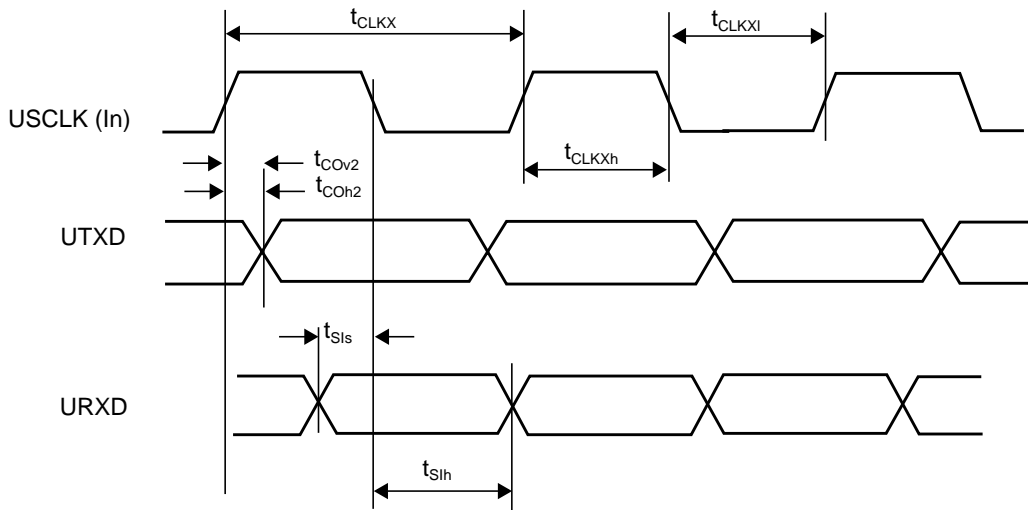 tCLKX
tCLKXl
USCLK (In)
tCLKXh
tCOv2
tCOh2
UTXD
tSIs
URXD
tSIh